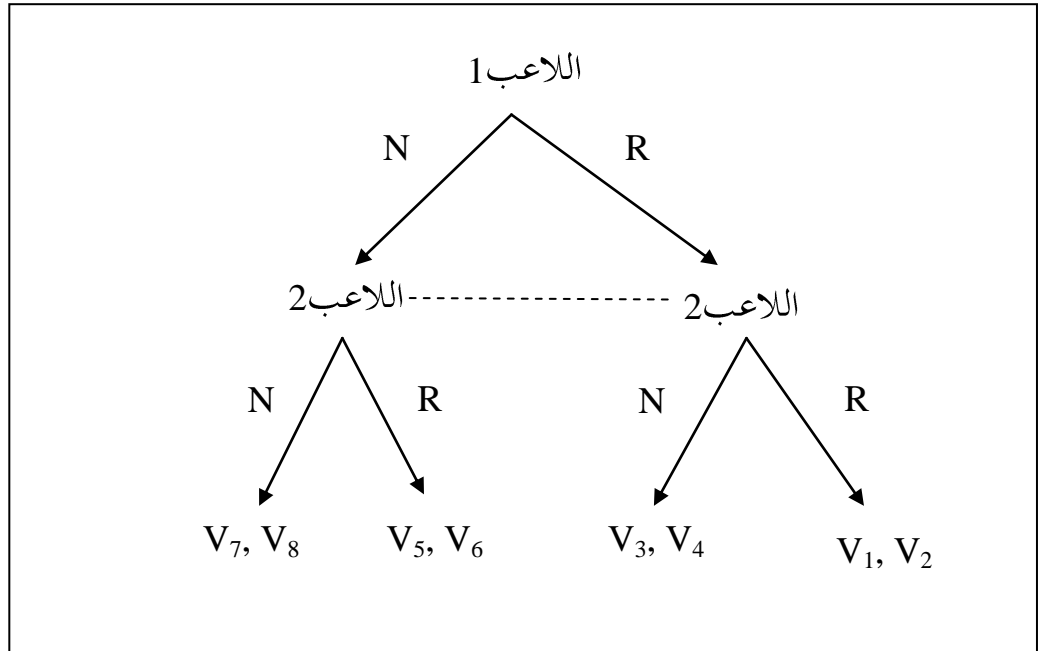 اللاعب1
N R
اللاعب2 اللاعب2
N R N R
V₇, V₈ V₅, V₆ V₃, V₄ V₁, V₂